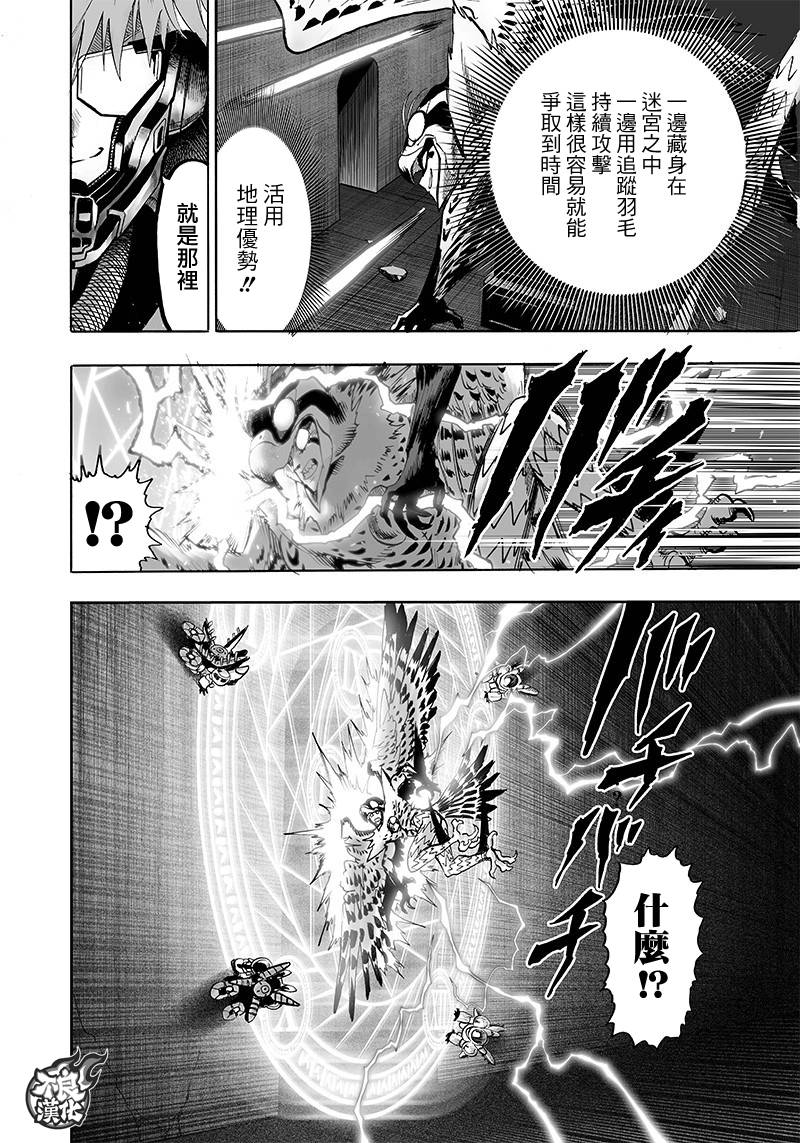 一邊藏身在
迷宮之中
一邊用追蹤羽毛
持續攻擊
這樣很容易就能
爭取到時間
活用
地理優勢!!
就是那裡
!?
バチバチ
什麼!?
漢化